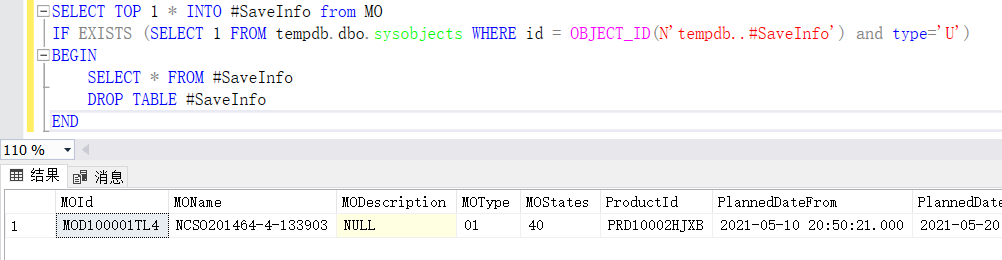 SELECT TOP 1 * INTO #SaveInfo from MO
IF EXISTS (SELECT 1 FROM tempdb.dbo.sysobjects WHERE id = OBJECT_ID(N'tempdb..#SaveInfo') and type='U')
BEGIN
    SELECT * FROM #SaveInfo
    DROP TABLE #SaveInfo
END
110 %
结果 消息
MOId MOName MODescription MOType MOStates ProductId PlannedDateFrom PlannedDate
1 MOD100001TL4 NCSO201464-4-133903 NULL 01 40 PRD10002HJXB 2021-05-10 20:50:21.000 2021-05-20